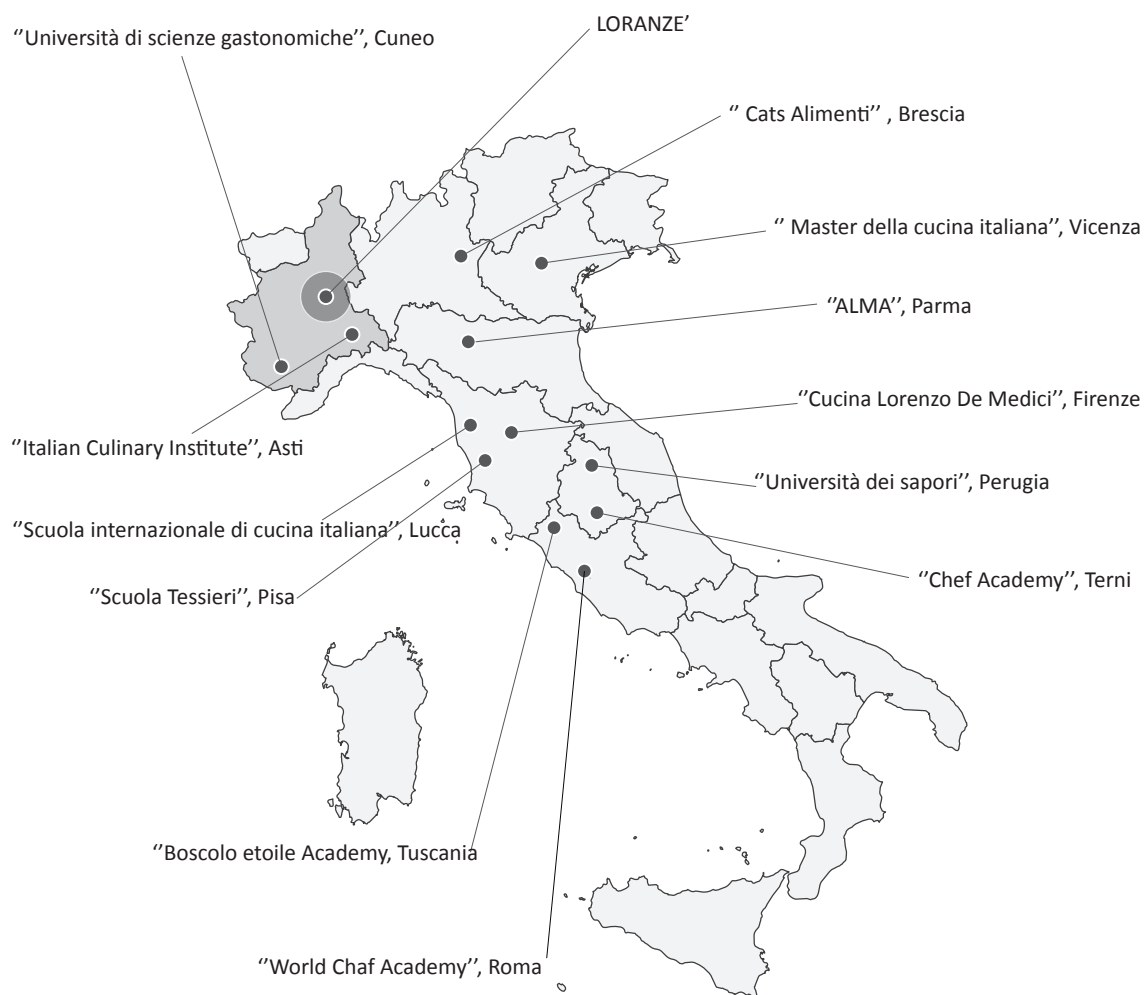 LORANZE’
‘’Università di scienze gastonomiche’’, Cuneo
‘’ Cats Alimenti’’ , Brescia
‘’ Master della cucina italiana’’, Vicenza
‘’ALMA’’, Parma
‘’Cucina Lorenzo De Medici’’, Firenze
‘’Italian Culinary Institute’’, Asti
‘’Università dei sapori’’, Perugia
‘’Scuola internazionale di cucina italiana’’, Lucca
‘’Chef Academy’’, Terni
‘’Scuola Tessieri’’, Pisa
‘’Boscolo etoile Academy, Tuscania
‘’World Chaf Academy’’, Roma